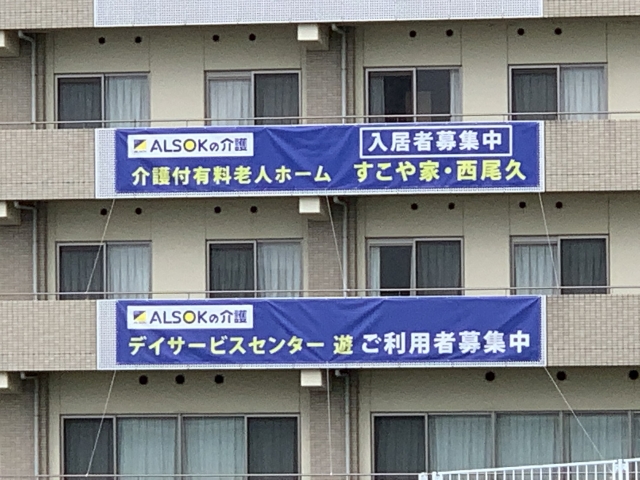 ALSOKの介護
入居者募集中
介護付有料老人ホーム すこや家・西尾久
ALSOKの介護
デイサービスセンター 遊 ご利用者募集中